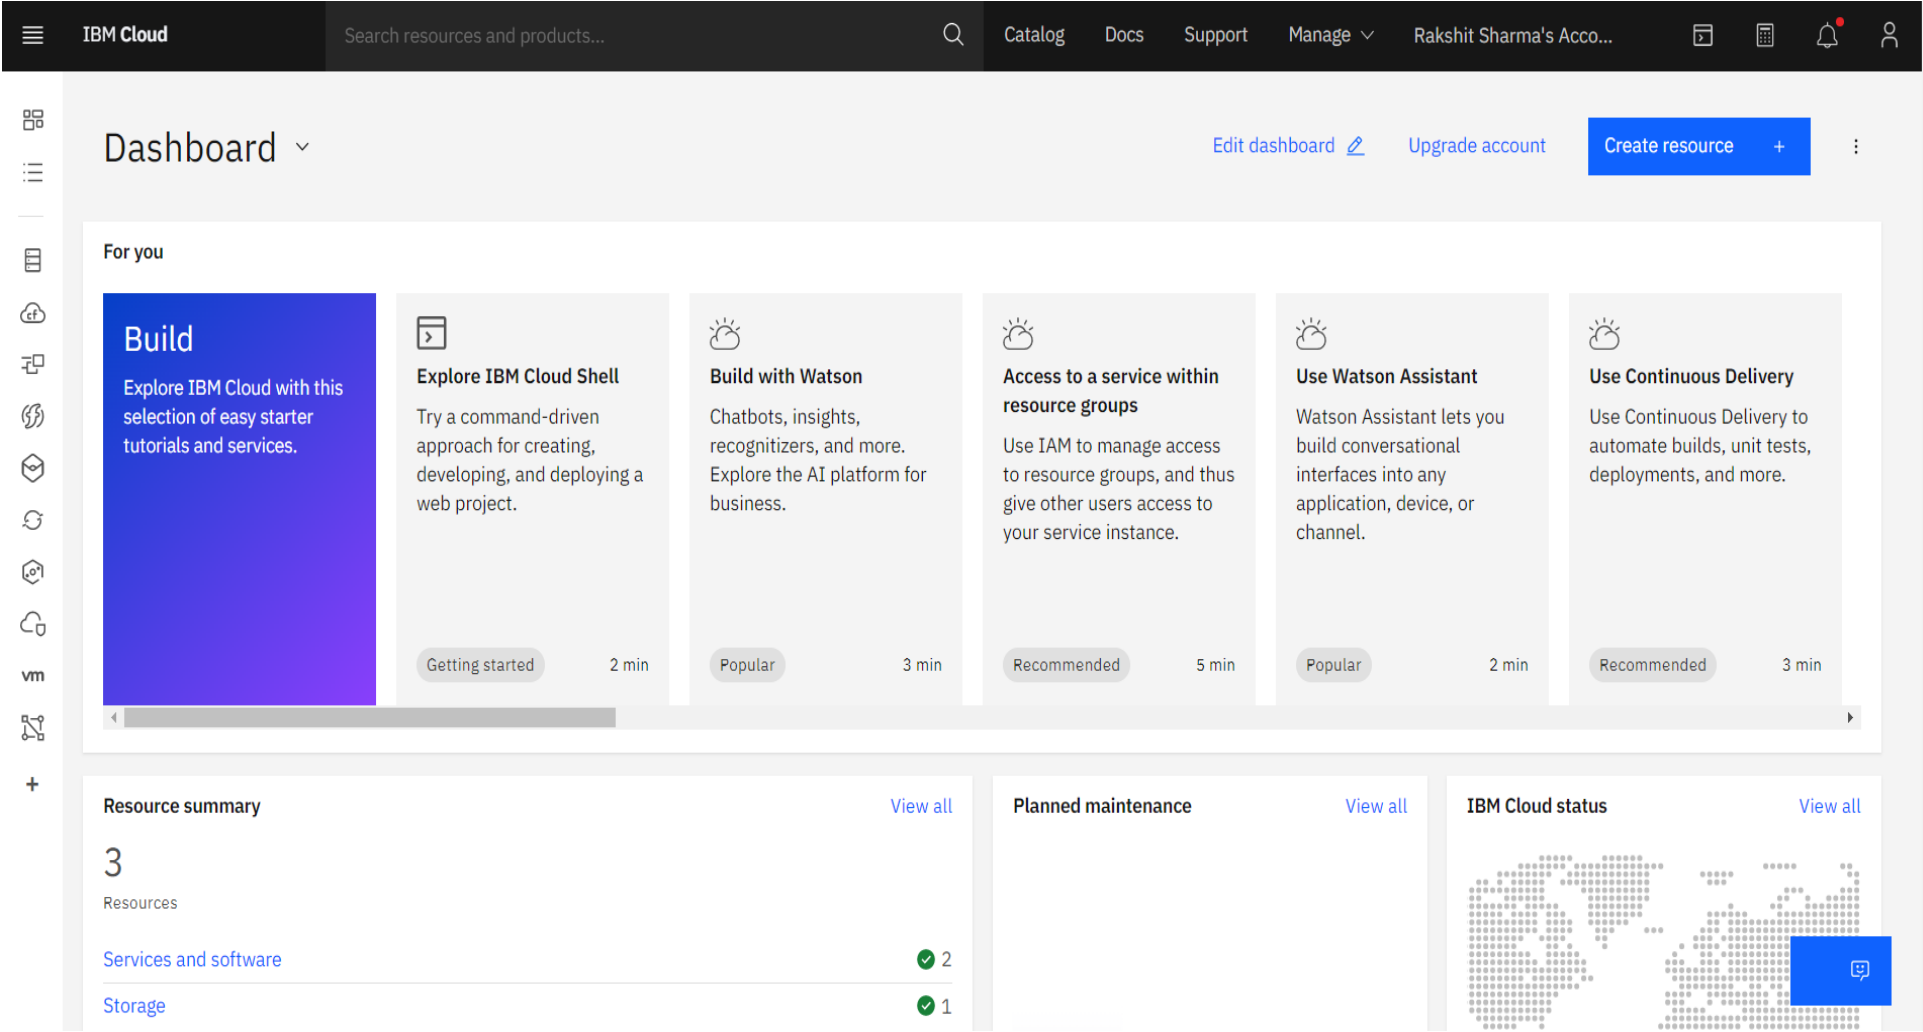 IBM Cloud
Search resources and products...
Catalog
Docs
Support
Manage
Rakshit Sharma's Acco...
Dashboard
Edit dashboard
Upgrade account
Create resource +
For you
Build
Explore IBM Cloud with this
selection of easy starter
tutorials and services.
Explore IBM Cloud Shell
Try a command-driven
approach for creating,
developing, and deploying a
web project.
Getting started
2 min
Build with Watson
Chatbots, insights,
recognitizers, and more.
Explore the AI platform for
business.
Popular
3 min
Access to a service within
resource groups
Use IAM to manage access
to resource groups, and thus
give other users access to
your service instance.
Recommended
5 min
Use Watson Assistant
Watson Assistant lets you
build conversational
interfaces into any
application, device, or
channel.
Popular
2 min
Use Continuous Delivery
Use Continuous Delivery to
automate builds, unit tests,
deployments, and more.
Recommended
3 min
cf
vm
+
Resource summary
View all
3
Resources
Services and software
2
Storage
1
Planned maintenance
View all
IBM Cloud status
View all